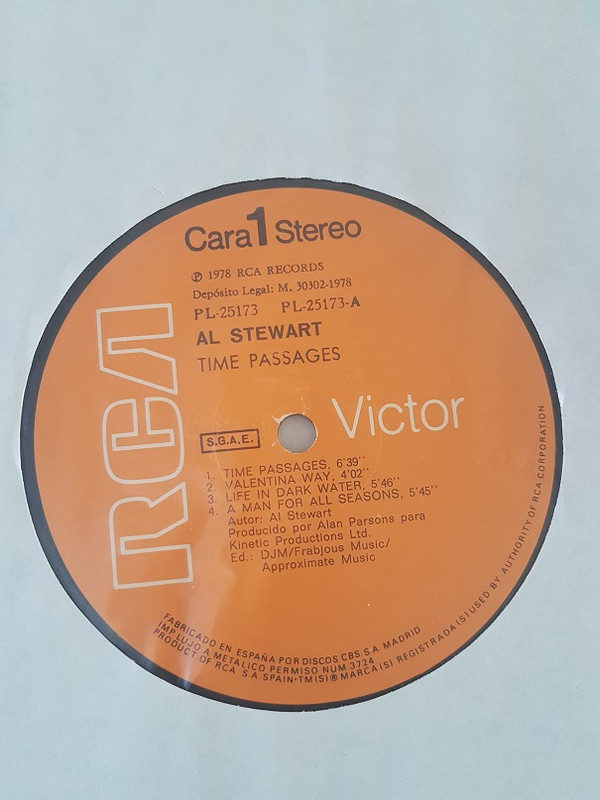 Cara 1 Stereo
℗ 1978 RCA RECORDS
Depósito Legal: M. 30302-1978
PL-25173 PL-25173-A
AL STEWART
TIME PASSAGES
RCA
Victor
S.G.A.E.
1. TIME PASSAGES, 6'39''
2. VALENTINA WAY, 4'02''
3. LIFE IN DARK WATER, 5'46''
4. A MAN FOR ALL SEASONS, 5'45''
Autor: Al Stewart
Producido por Alan Parsons para
Kinetic Productions Ltd.
Ed.: DJM/Frabjous Music/
Approximate Music
FABRICADO EN ESPAÑA POR DISCOS CBS, S.A. MADRID
IMP. LUJO A METALICO PERMISO NUM 3724
PRODUCT OF RCA S.A. SPAIN·TM(S)® MARCA(S) REGISTRADA(S) USED BY AUTHORITY OF RCA CORPORATION